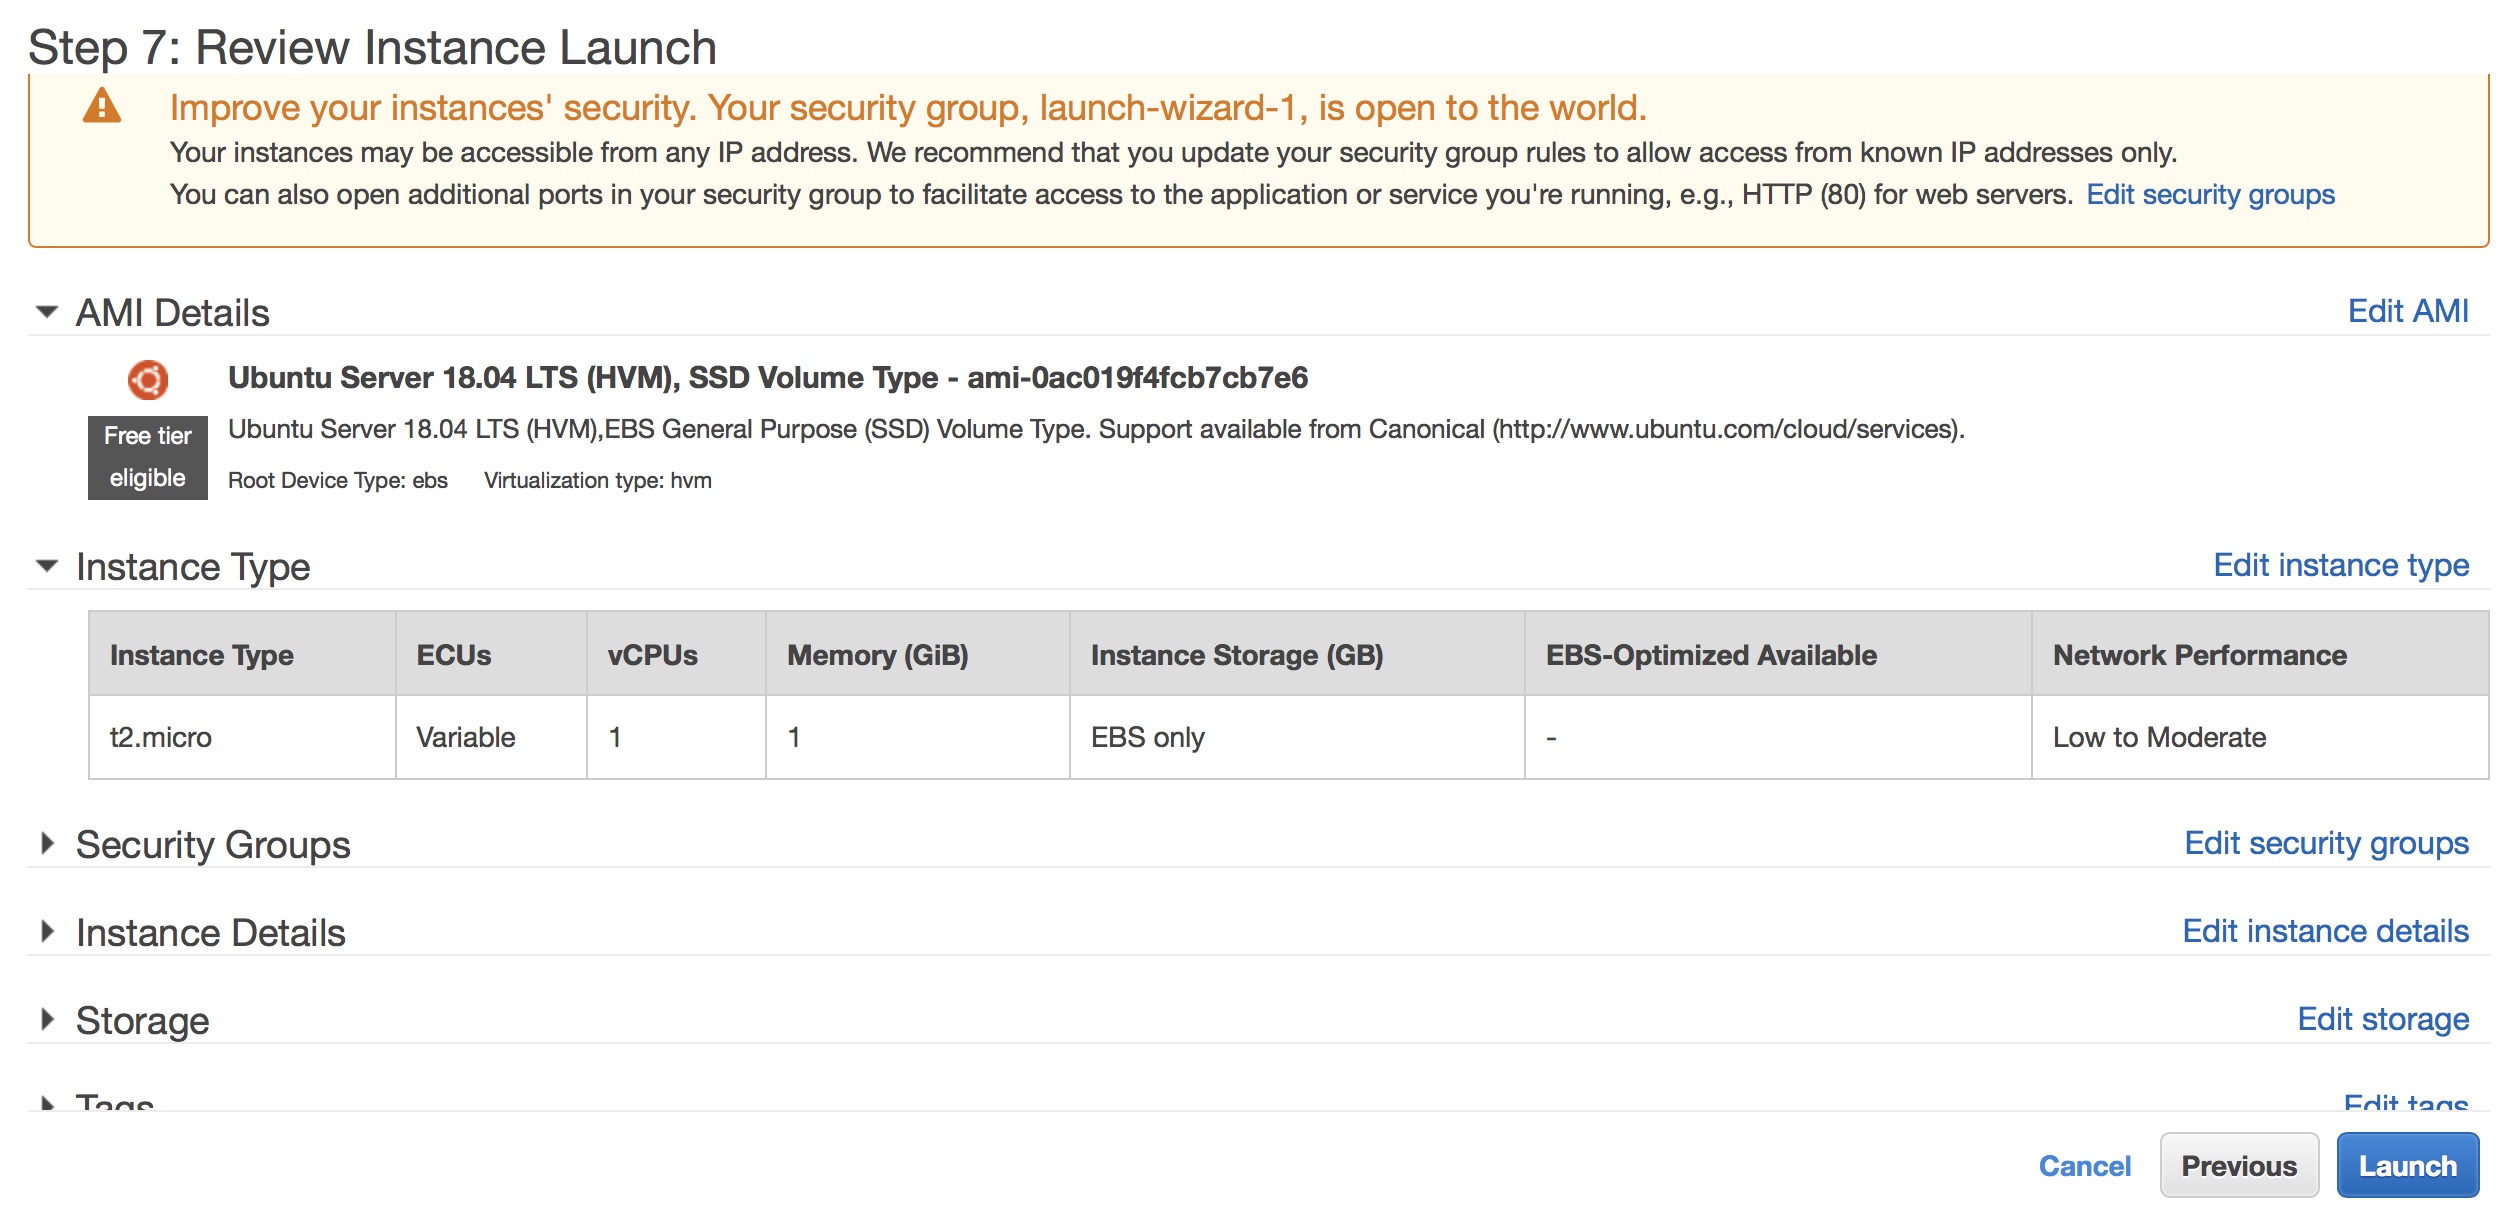 Step 7: Review Instance Launch
Improve your instances' security. Your security group, launch-wizard-1, is open to the world.
Your instances may be accessible from any IP address. We recommend that you update your security group rules to allow access from known IP addresses only.
You can also open additional ports in your security group to facilitate access to the application or service you're running, e.g., HTTP (80) for web servers. Edit security groups
AMI Details Edit AMI
Ubuntu Server 18.04 LTS (HVM), SSD Volume Type - ami-0ac019f4fcb7cb7e6
Free tier
eligible
Ubuntu Server 18.04 LTS (HVM),EBS General Purpose (SSD) Volume Type. Support available from Canonical (http://www.ubuntu.com/cloud/services).
Root Device Type: ebs Virtualization type: hvm
Instance Type Edit instance type
Instance Type ECUs vCPUs Memory (GiB) Instance Storage (GB) EBS-Optimized Available Network Performance
t2.micro Variable 1 1 EBS only - Low to Moderate
Security Groups Edit security groups
Instance Details Edit instance details
Storage Edit storage
Tags Edit tags
Cancel Previous Launch